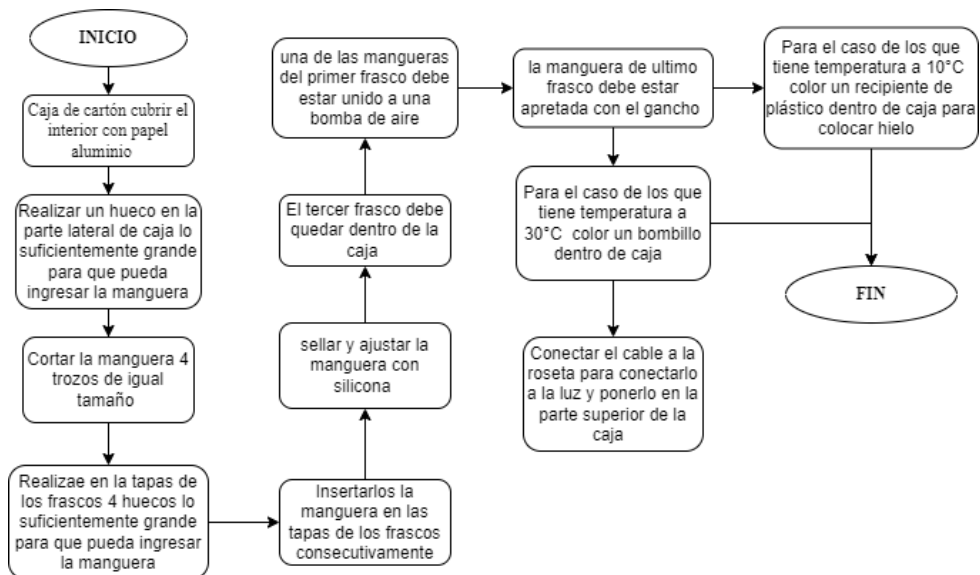 INICIO
Caja de cartón cubrir el
interior con papel
aluminio
Realizar un hueco en la
parte lateral de caja lo
suficientemente grande
para que pueda
ingresar la manguera
Cortar la manguera 4
trozos de igual
tamaño
Realizae en la tapas de
los frascos 4 huecos lo
suficientemente grande
para que pueda ingresar
la manguera
Insertarlos la
manguera en las
tapas de los frascos
consecutivamente
sellar y ajustar la
manguera con
silicona
El tercer frasco debe
quedar dentro de la
caja
una de las mangueras
del primer frasco debe
estar unido a una
bomba de aire
la manguera de ultimo
frasco debe estar
apretada con el gancho
Para el caso de los que
tiene temperatura a
30°C color un bombillo
dentro de caja
Conectar el cable a la
roseta para conectarlo
a la luz y ponerlo en la
parte superior de la
caja
Para el caso de los que
tiene temperatura a 10°C
color un recipiente de
plástico dentro de caja para
colocar hielo
FIN